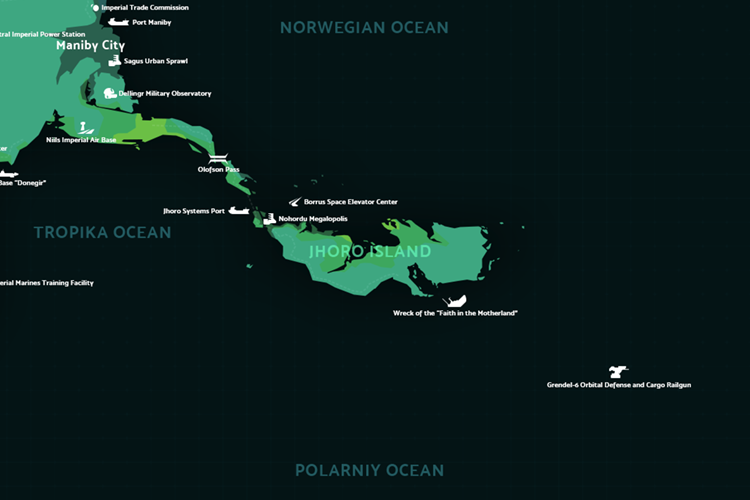 Imperial Trade Commission
Port Maniby
NORWEGIAN OCEAN
tral Imperial Power Station
Maniby City
Sagus Urban Sprawl
Dellingr Military Observatory
Niils Imperial Air Base
er
Olofson Pass
Base "Donegir"
Borrus Space Elevator Center
Jhoro Systems Port
Nohordu Megalopolis
TROPIKA OCEAN
JHORO ISLAND
erial Marines Training Facility
Wreck of the "Faith in the Motherland"
Grendel-6 Orbital Defense and Cargo Railgun
POLARNIY OCEAN